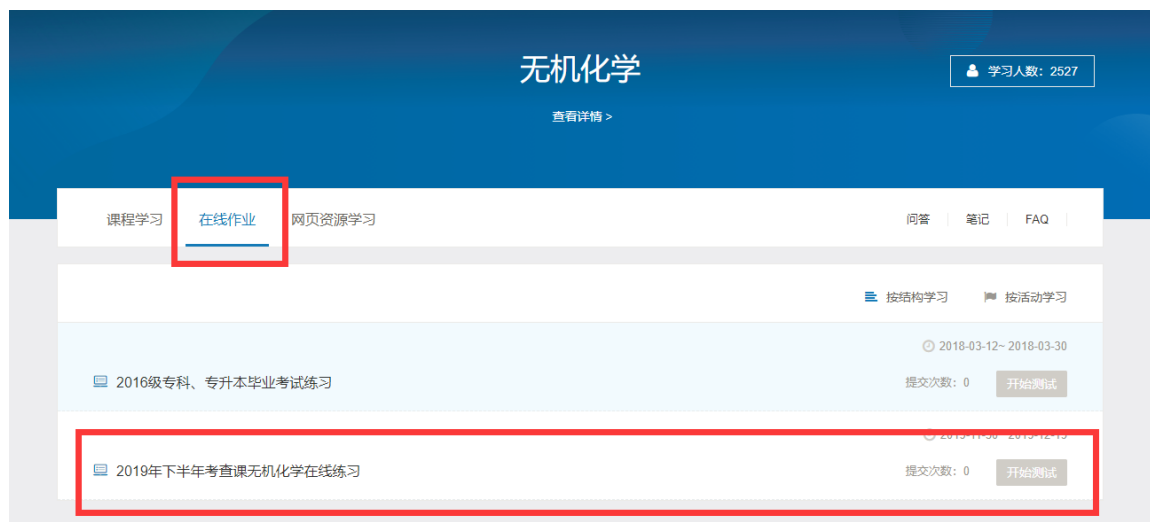 无机化学
学习人数：2527
查看详情 >
课程学习 在线作业 网页资源学习 问答 笔记 FAQ
按结构学习 按活动学习
2018-03-12~ 2018-03-30
2016级专科、专升本毕业考试练习 提交次数：0 开始测试
2019年下半年考查课无机化学在线练习 提交次数：0 开始测试